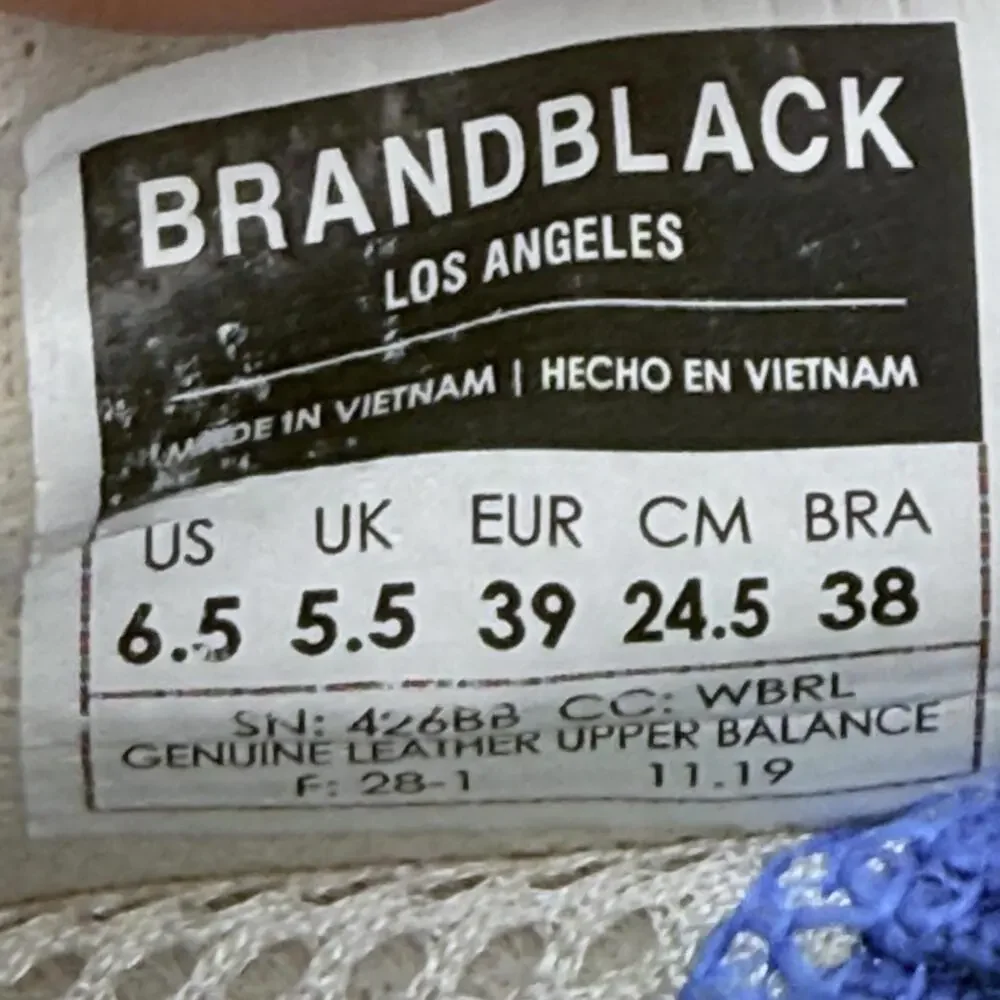 BRANDBLACK
LOS ANGELES
MADE IN VIETNAM | HECHO EN VIETNAM
US UK EUR CM BRA
6.5 5.5 39 24.5 38
SN: 426BB CC: WBRL
GENUINE LEATHER UPPER BALANCE
F: 28-1 11.19